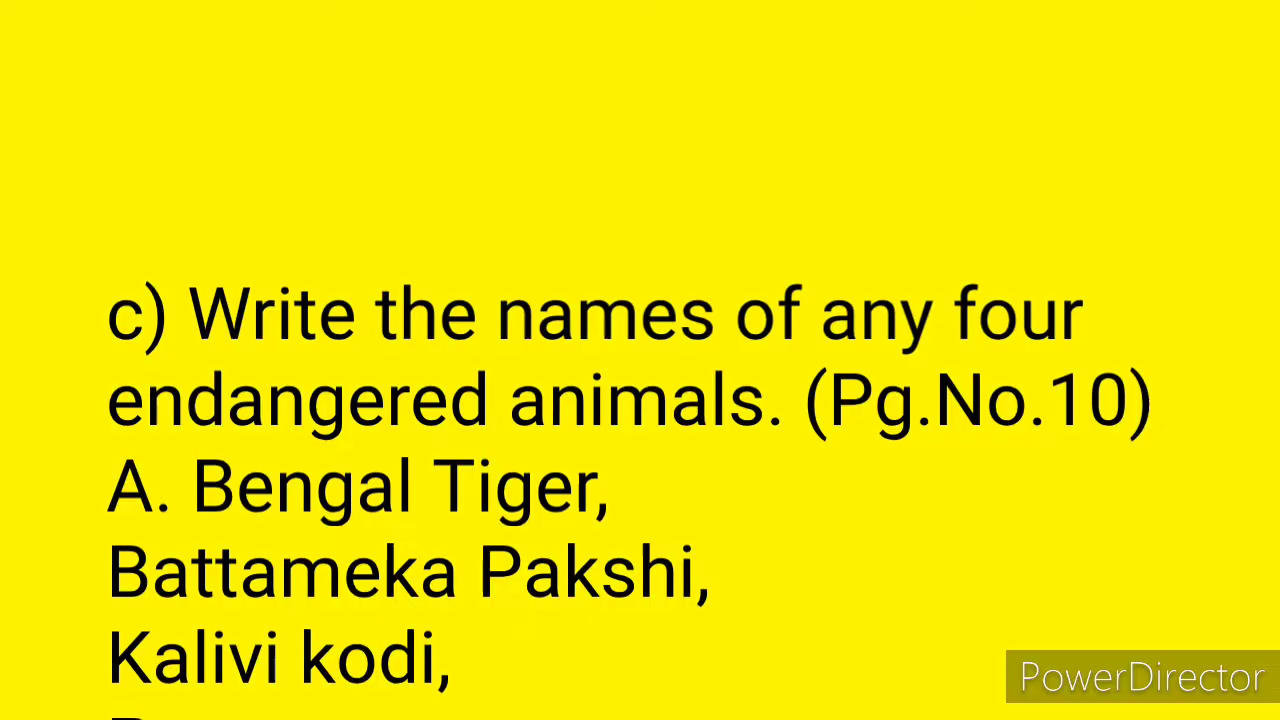 c) Write the names of any four
endangered animals. (Pg.No.10)
A. Bengal Tiger,
Battameka Pakshi,
Kalivi kodi,
PowerDirector